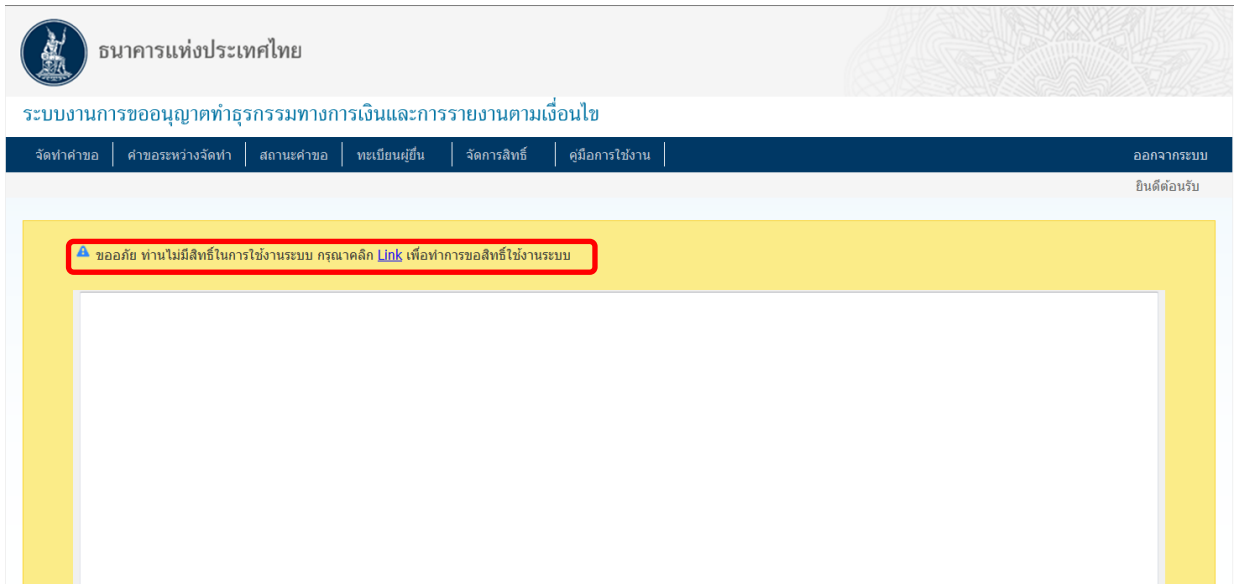 ธนาคารแห่งประเทศไทย
ระบบงานการขออนุญาตทำธุรกรรมทางการเงินและการรายงานตามเงื่อนไข
จัดทำคำขอ คำขอระหว่างจัดทำ สถานะคำขอ ทะเบียนผู้ยื่น จัดการสิทธิ์ คู่มือการใช้งาน ออกจากระบบ
ยินดีต้อนรับ
ขออภัย ท่านไม่มีสิทธิ์ในการใช้งานระบบ กรุณาคลิก Link เพื่อทำการขอสิทธิ์ใช้งานระบบ